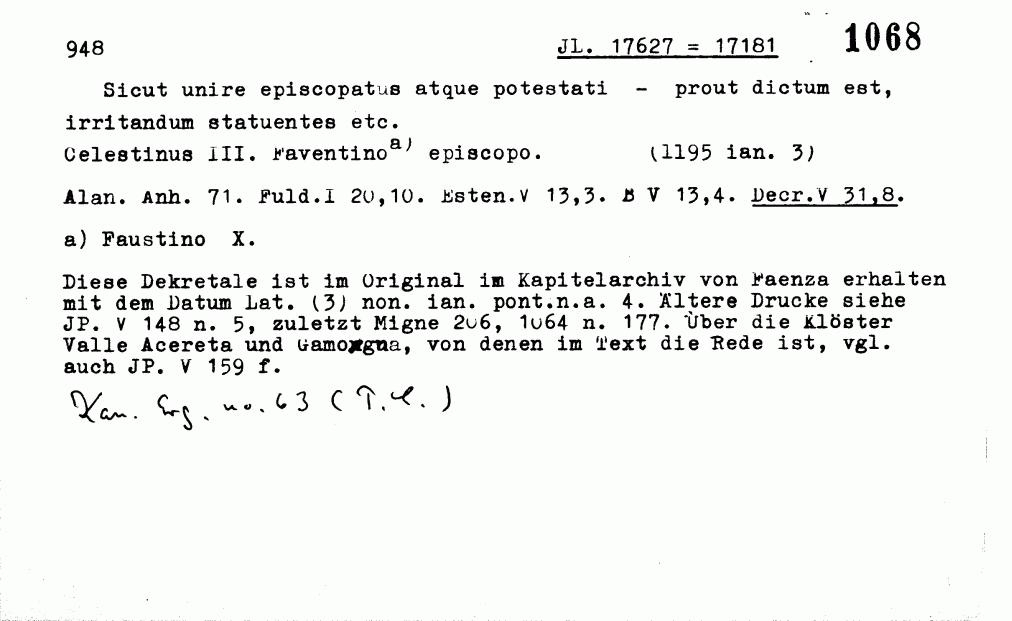 948 JL. 17627 = 17181 1068
Sicut unire episcopatus atque potestati - prout dictum est,
irritandum statuentes etc.
Celestinus III. Faventino a) episcopo. (1195 ian. 3)
Alan. Anh. 71. Fuld.I 20,10. Esten.V 13,3. B V 13,4. Decr.V 31,8.
a) Faustino X.
Diese Dekretale ist im Original im Kapitelarchiv von Faenza erhalten
mit dem Datum Lat. (3) non. ian. pont.n.a. 4. Ältere Drucke siehe
JP. V 148 n. 5, zuletzt Migne 206, 1064 n. 177. Über die Klöster
Valle Acereta und Gamogna, von denen im Text die Rede ist, vgl.
auch JP. V 159 f.
Kan. Erg. no. 63 (T.C.)